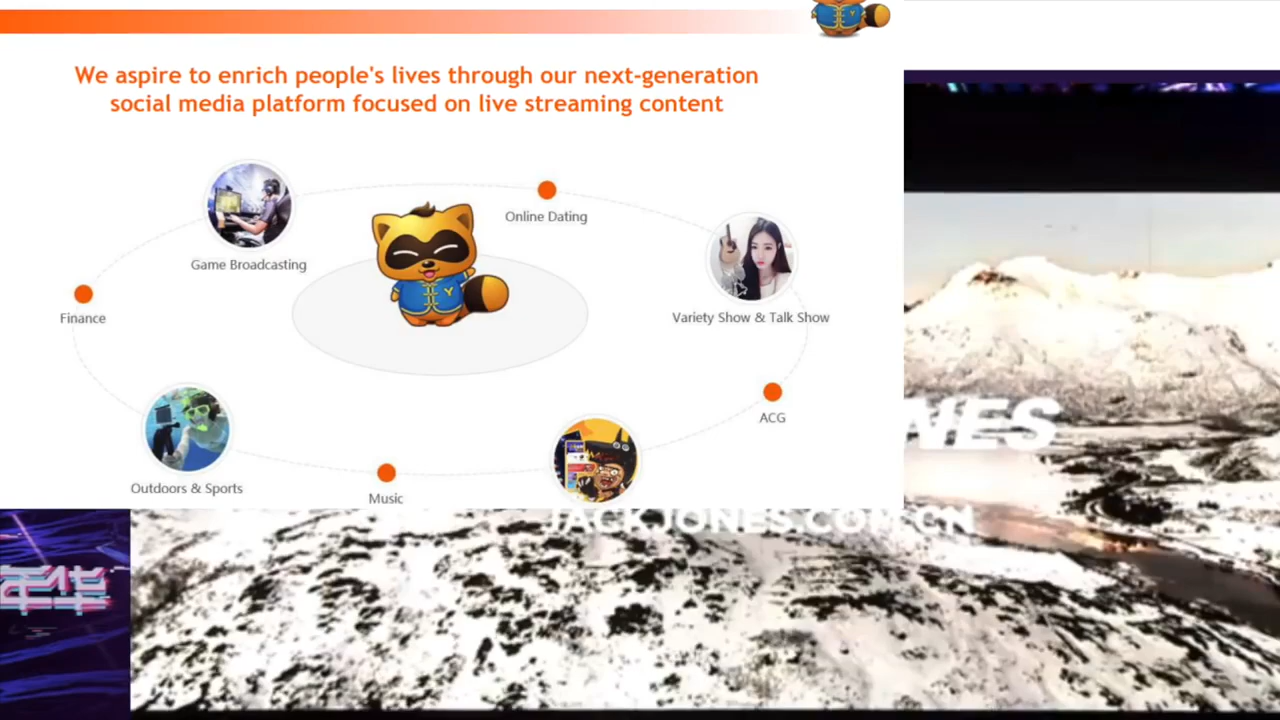 We aspire to enrich people's lives through our next-generation
social media platform focused on live streaming content
Online Dating
Game Broadcasting
Variety Show & Talk Show
Finance
ACG
Outdoors & Sports
Music
NES
JACKJONES.COM.CN